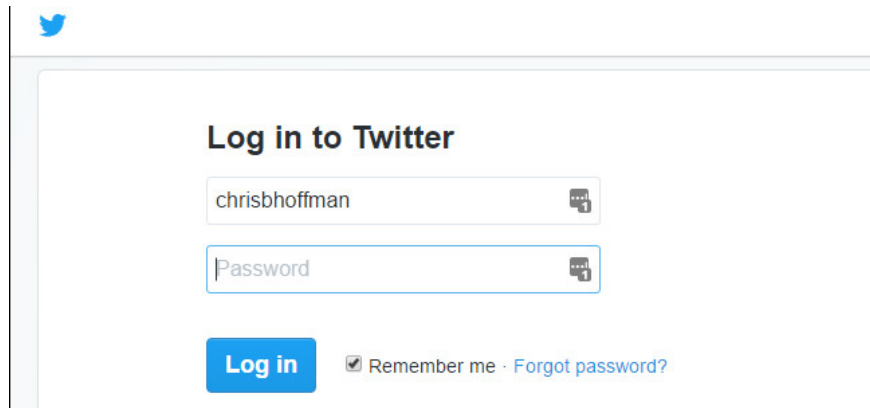 Log in to Twitter
chrisbhoffman
Password
Log in Remember me · Forgot password?